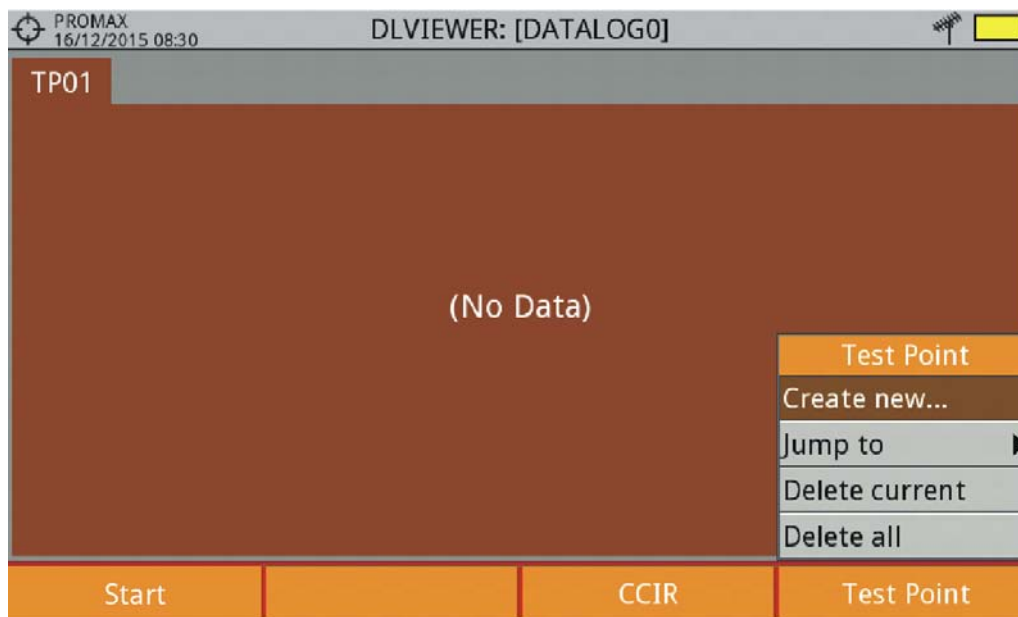 PROMAX
16/12/2015 08:30
DLVIEWER: [DATALOG0]
TP01
(No Data)
Test Point
Create new...
Jump to
Delete current
Delete all
Start
CCIR
Test Point